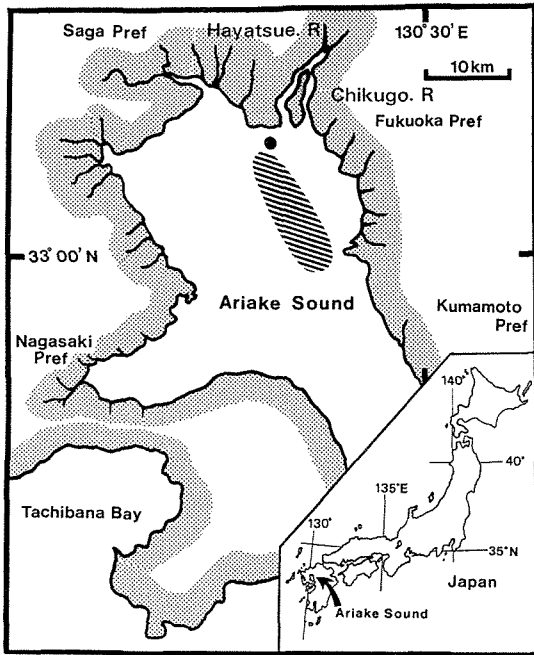 Saga Pref
Hayatsue. R
130° 30′ E
10km
Chikugo. R
Fukuoka Pref
33° 00′ N
Ariake Sound
Kumamoto
Pref
Nagasaki
Pref
Tachibana Bay
140°
40°
135°E
130°
35°N
Japan
Ariake Sound